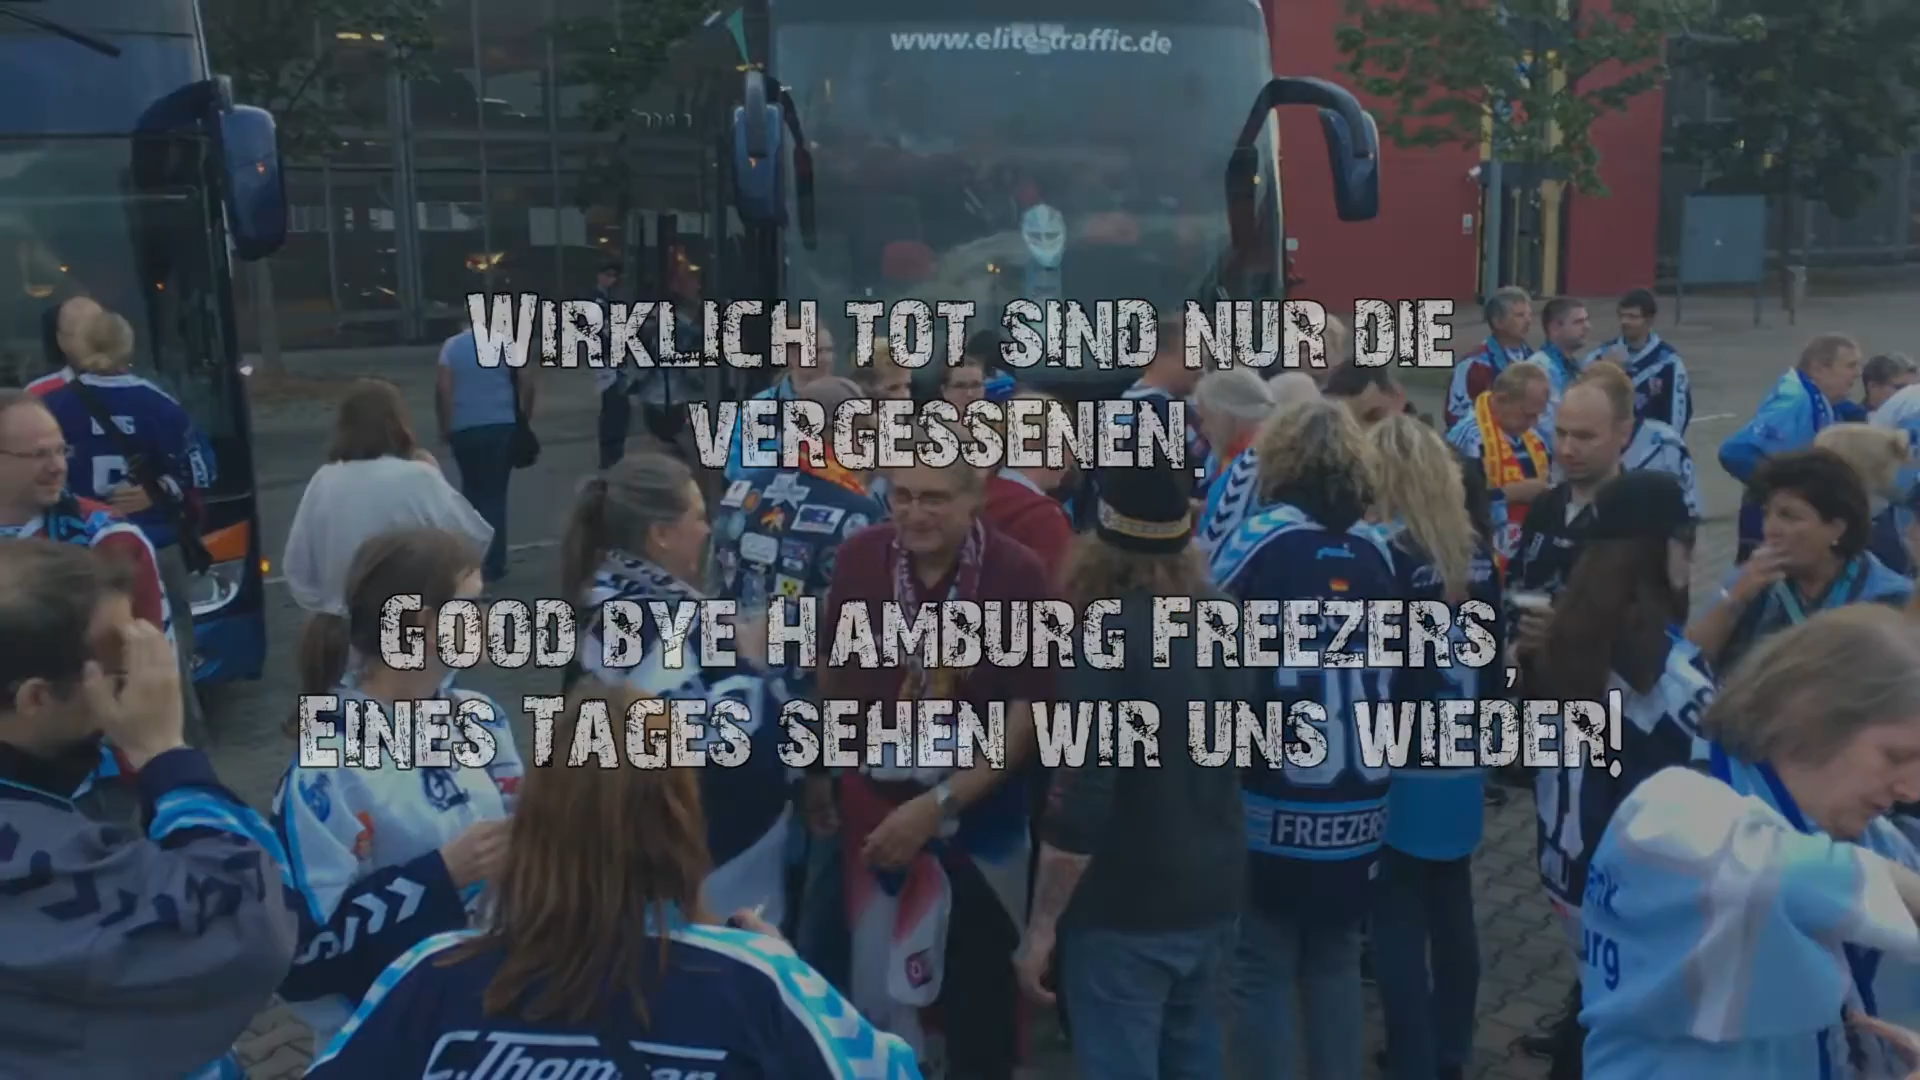 www.elite-traffic.de
Wirklich tot sind nur die
vergessenen.
Good bye Hamburg Freezers,
Eines Tages sehen wir uns wieder!
FREEZERS
C.Thom